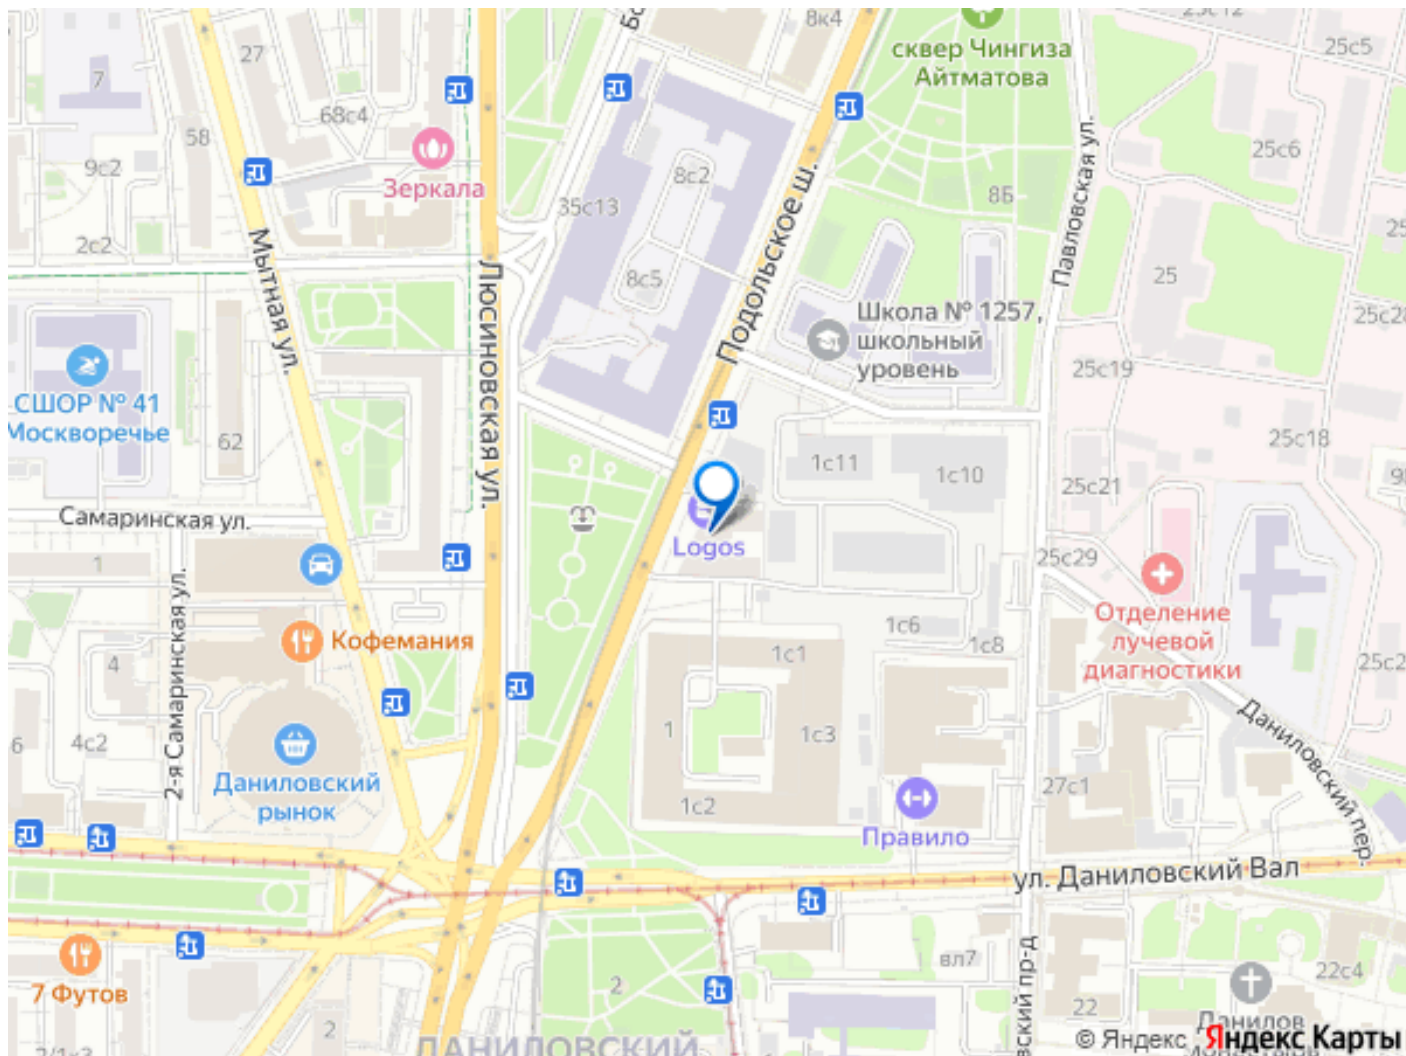 8к4
25с12
25с5
27
7
сквер Чингиза
Айтматова
68с4
58
9с2
25с6
Павловская ул.
8с2
Зеркала
8Б
35с13
Подольское ш.
2с2
Мытная ул.
Люсиновская ул.
8с5
25
Школа № 1257,
школьный
уровень
25с28
25с19
СШОР № 41
Москворечье
62
25с18
1с11
1с10
25с21
Самаринская ул.
Logos
1
25с29
2-я Самаринская ул.
Отделение
лучевой
диагностики
1с6
1с8
Кофемания
1с1
4
4с2
6
1
1с3
Даниловский пер.
Даниловский
рынок
27с1
1с2
Правило
ул. Даниловский Вал
вл7
22с4
2
7 Футов
22
2
Данилов
ДАНИЛОВСКИЙ
© Яндекс Яндекс Карты